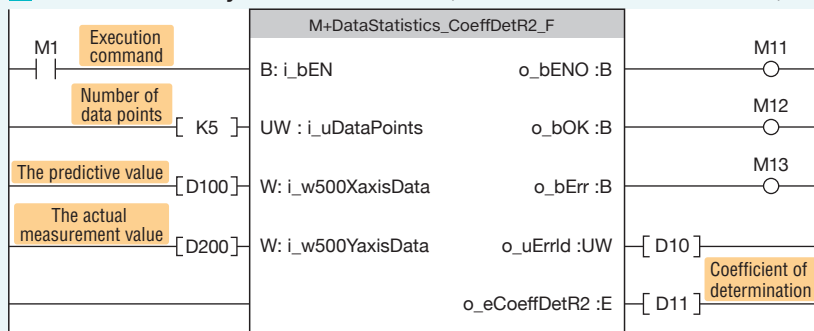 M+DataStatistics_CoeffDetR2_F
M1
Execution
command
B: i_bEN
o_bENO :B
M11
Number of
data points
K5
UW : i_uDataPoints
o_bOK :B
M12
The predictive value
D100
W: i_w500XaxisData
o_bErr :B
M13
The actual
measurement value
D200
W: i_w500YaxisData
o_uErrId :UW
D10
o_eCoeffDetR2 :E
D11
Coefficient of
determination